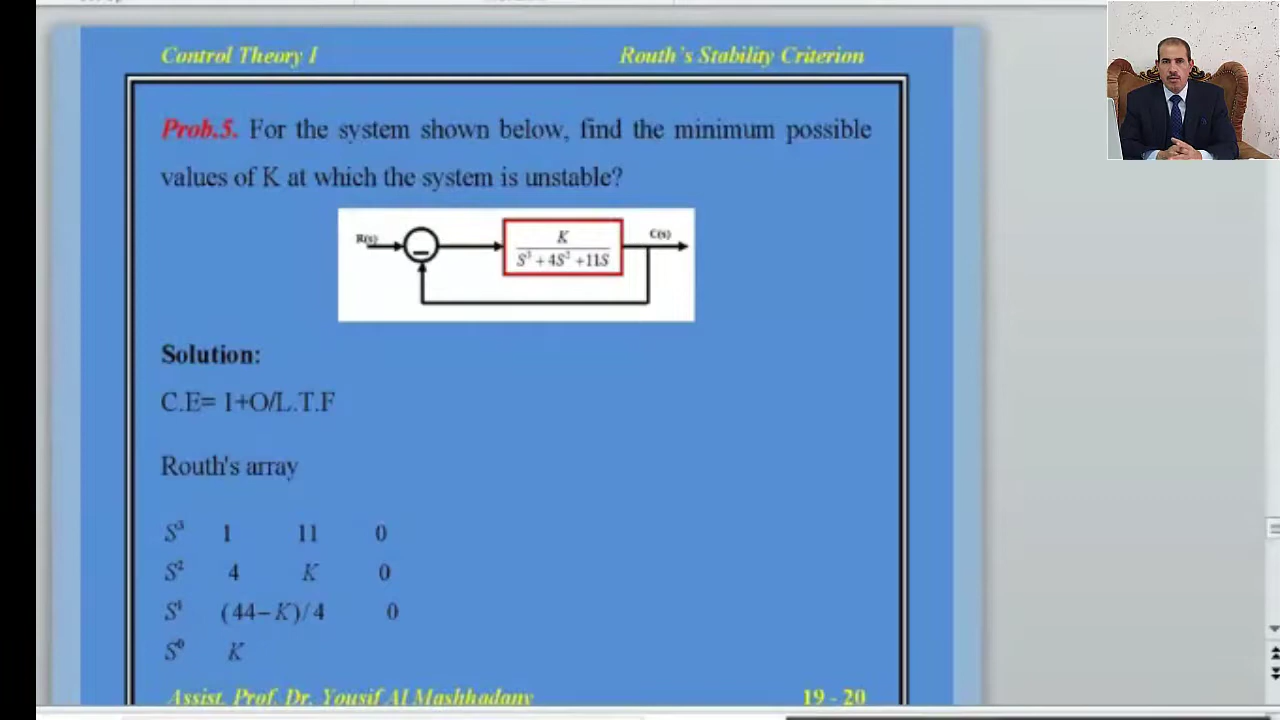 Control Theory I Routh's Stability Criterion
Prob.5. For the system shown below, find the minimum possible
values of K at which the system is unstable?
R(s) K C(s)
S³ + 4S² + 11S
Solution:
C.E= 1+O/L.T.F
Routh's array
S³ 1 11 0
S² 4 K 0
S¹ (44 − K) / 4 0
S⁰ K
Assist. Prof. Dr. Yousif Al Mashhadany 19 - 20